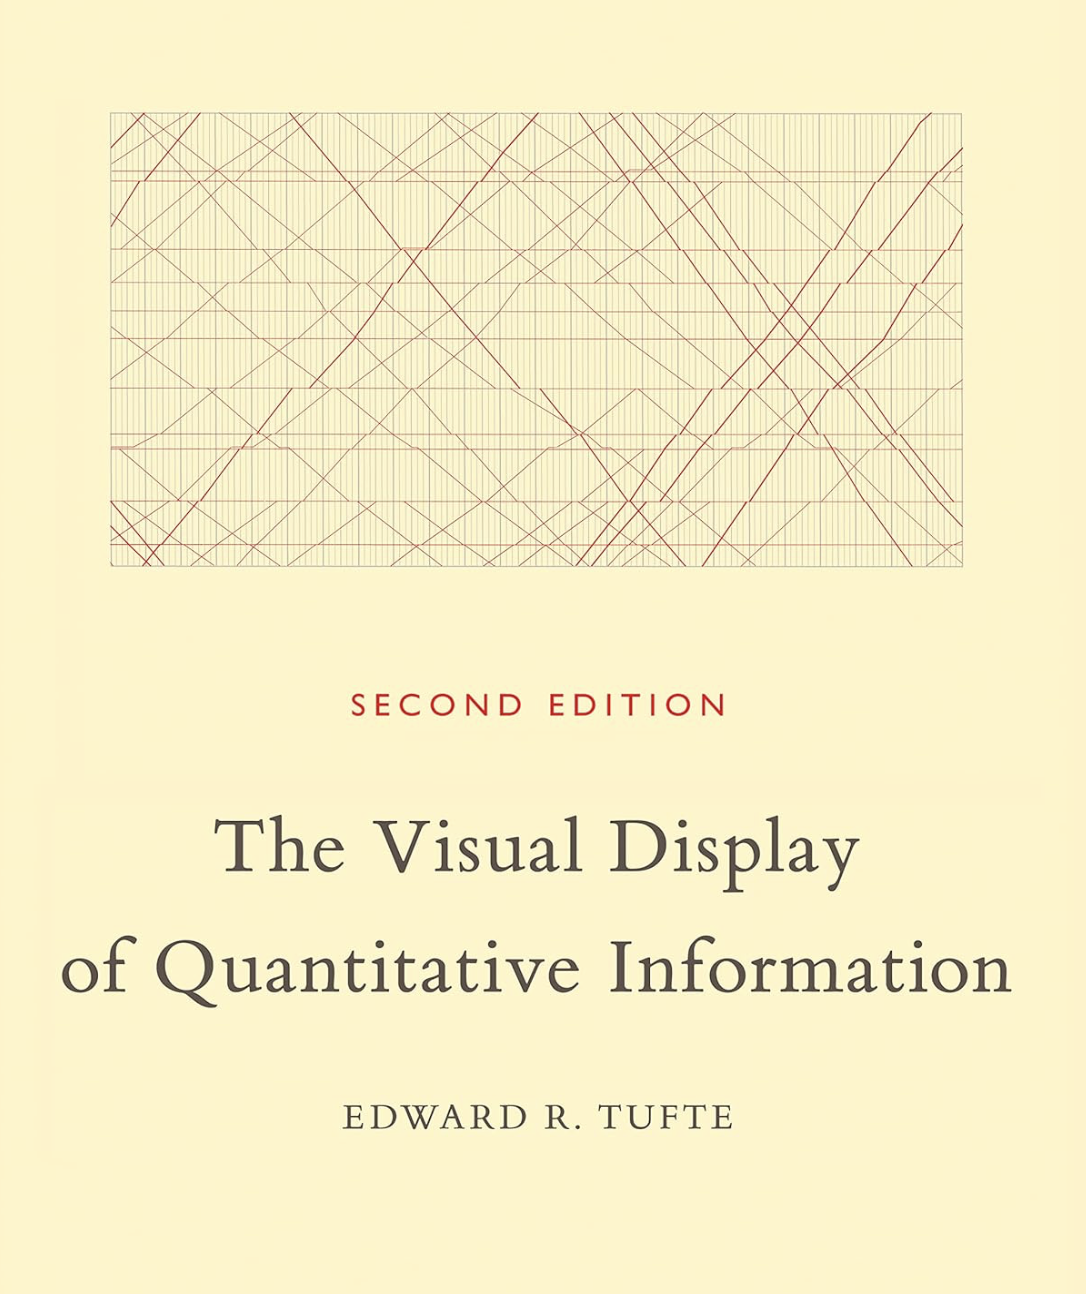 SECOND EDITION
The Visual Display
of Quantitative Information
EDWARD R. TUFTE